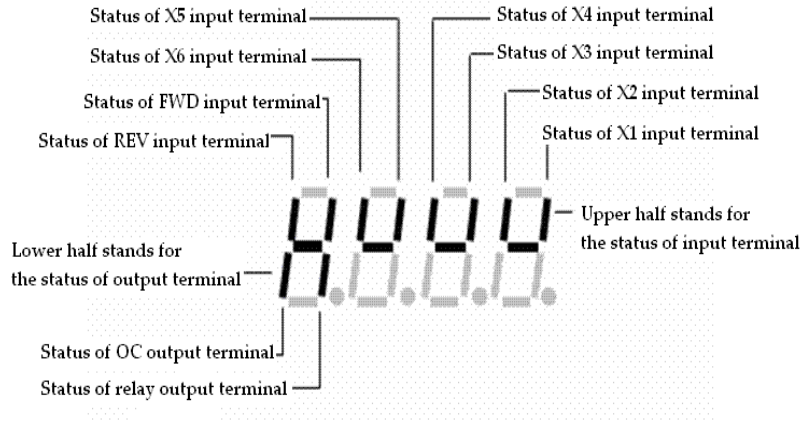 Status of X5 input terminal
Status of X4 input terminal
Status of X6 input terminal
Status of X3 input terminal
Status of FWD input terminal
Status of X2 input terminal
Status of REV input terminal
Status of X1 input terminal
Upper half stands for
the status of input terminal
Lower half stands for
the status of output terminal
Status of OC output terminal
Status of relay output terminal